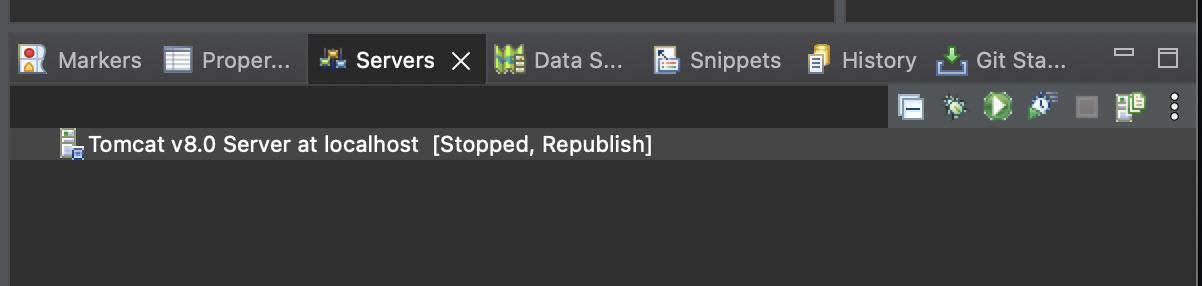 Markers Proper... Servers Data S... Snippets History Git Sta...
Tomcat v8.0 Server at localhost [Stopped, Republish]